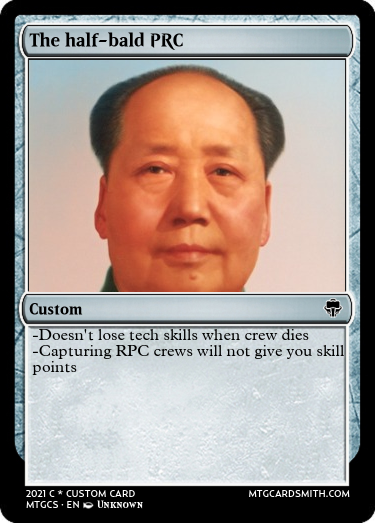 The half-bald PRC
Custom
-Doesn't lose tech skills when crew dies
-Capturing RPC crews will not give you skill
points
2021 C * CUSTOM CARD
MTGCARDSMITH.COM
MTGCS • EN UNKNOWN